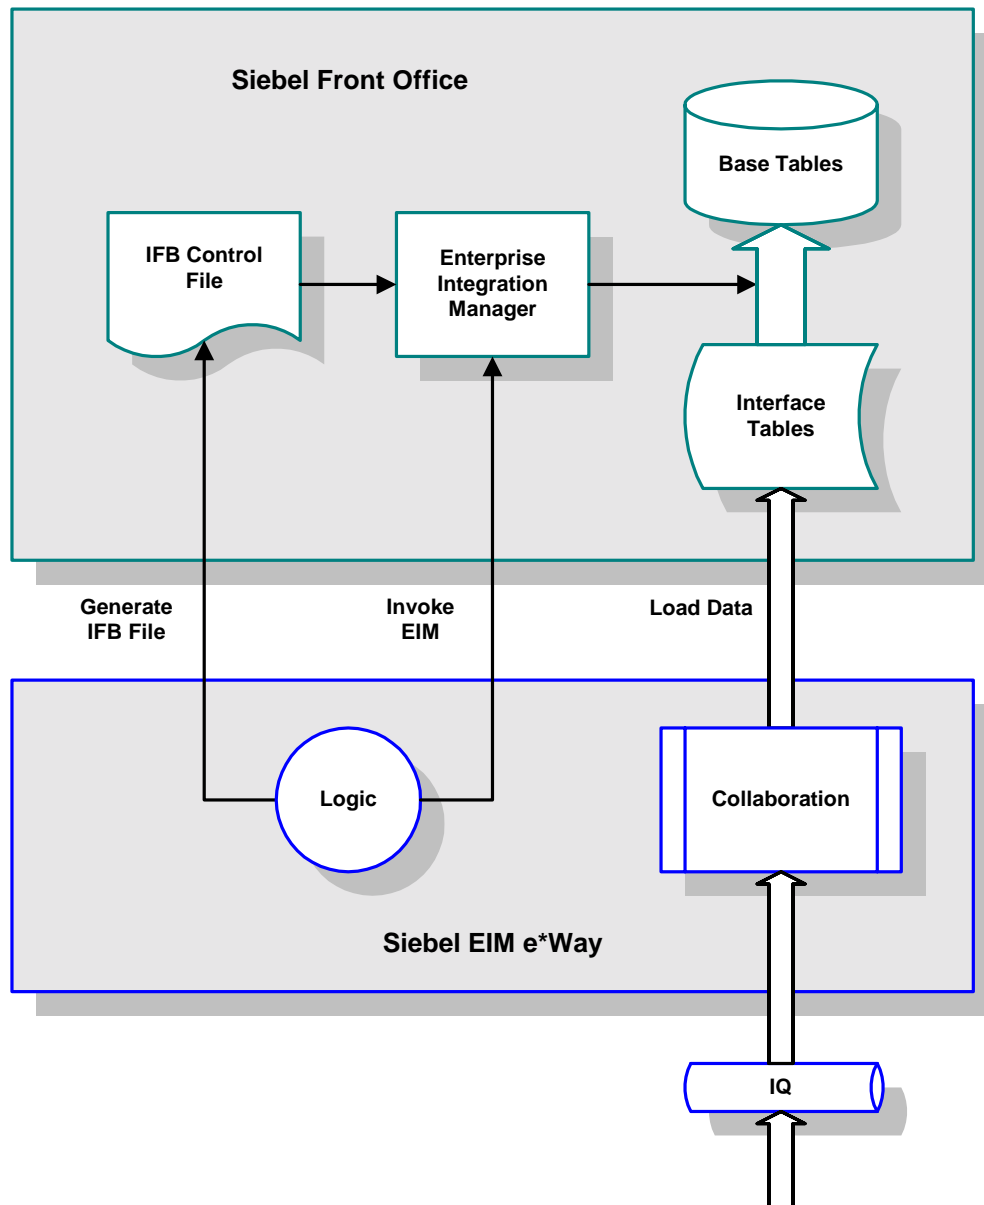 Siebel Front Office
Base Tables
IFB Control
File
Enterprise
Integration
Manager
Interface
Tables
Generate
IFB File
Invoke
EIM
Load Data
Logic
Collaboration
Siebel EIM e*Way
IQ